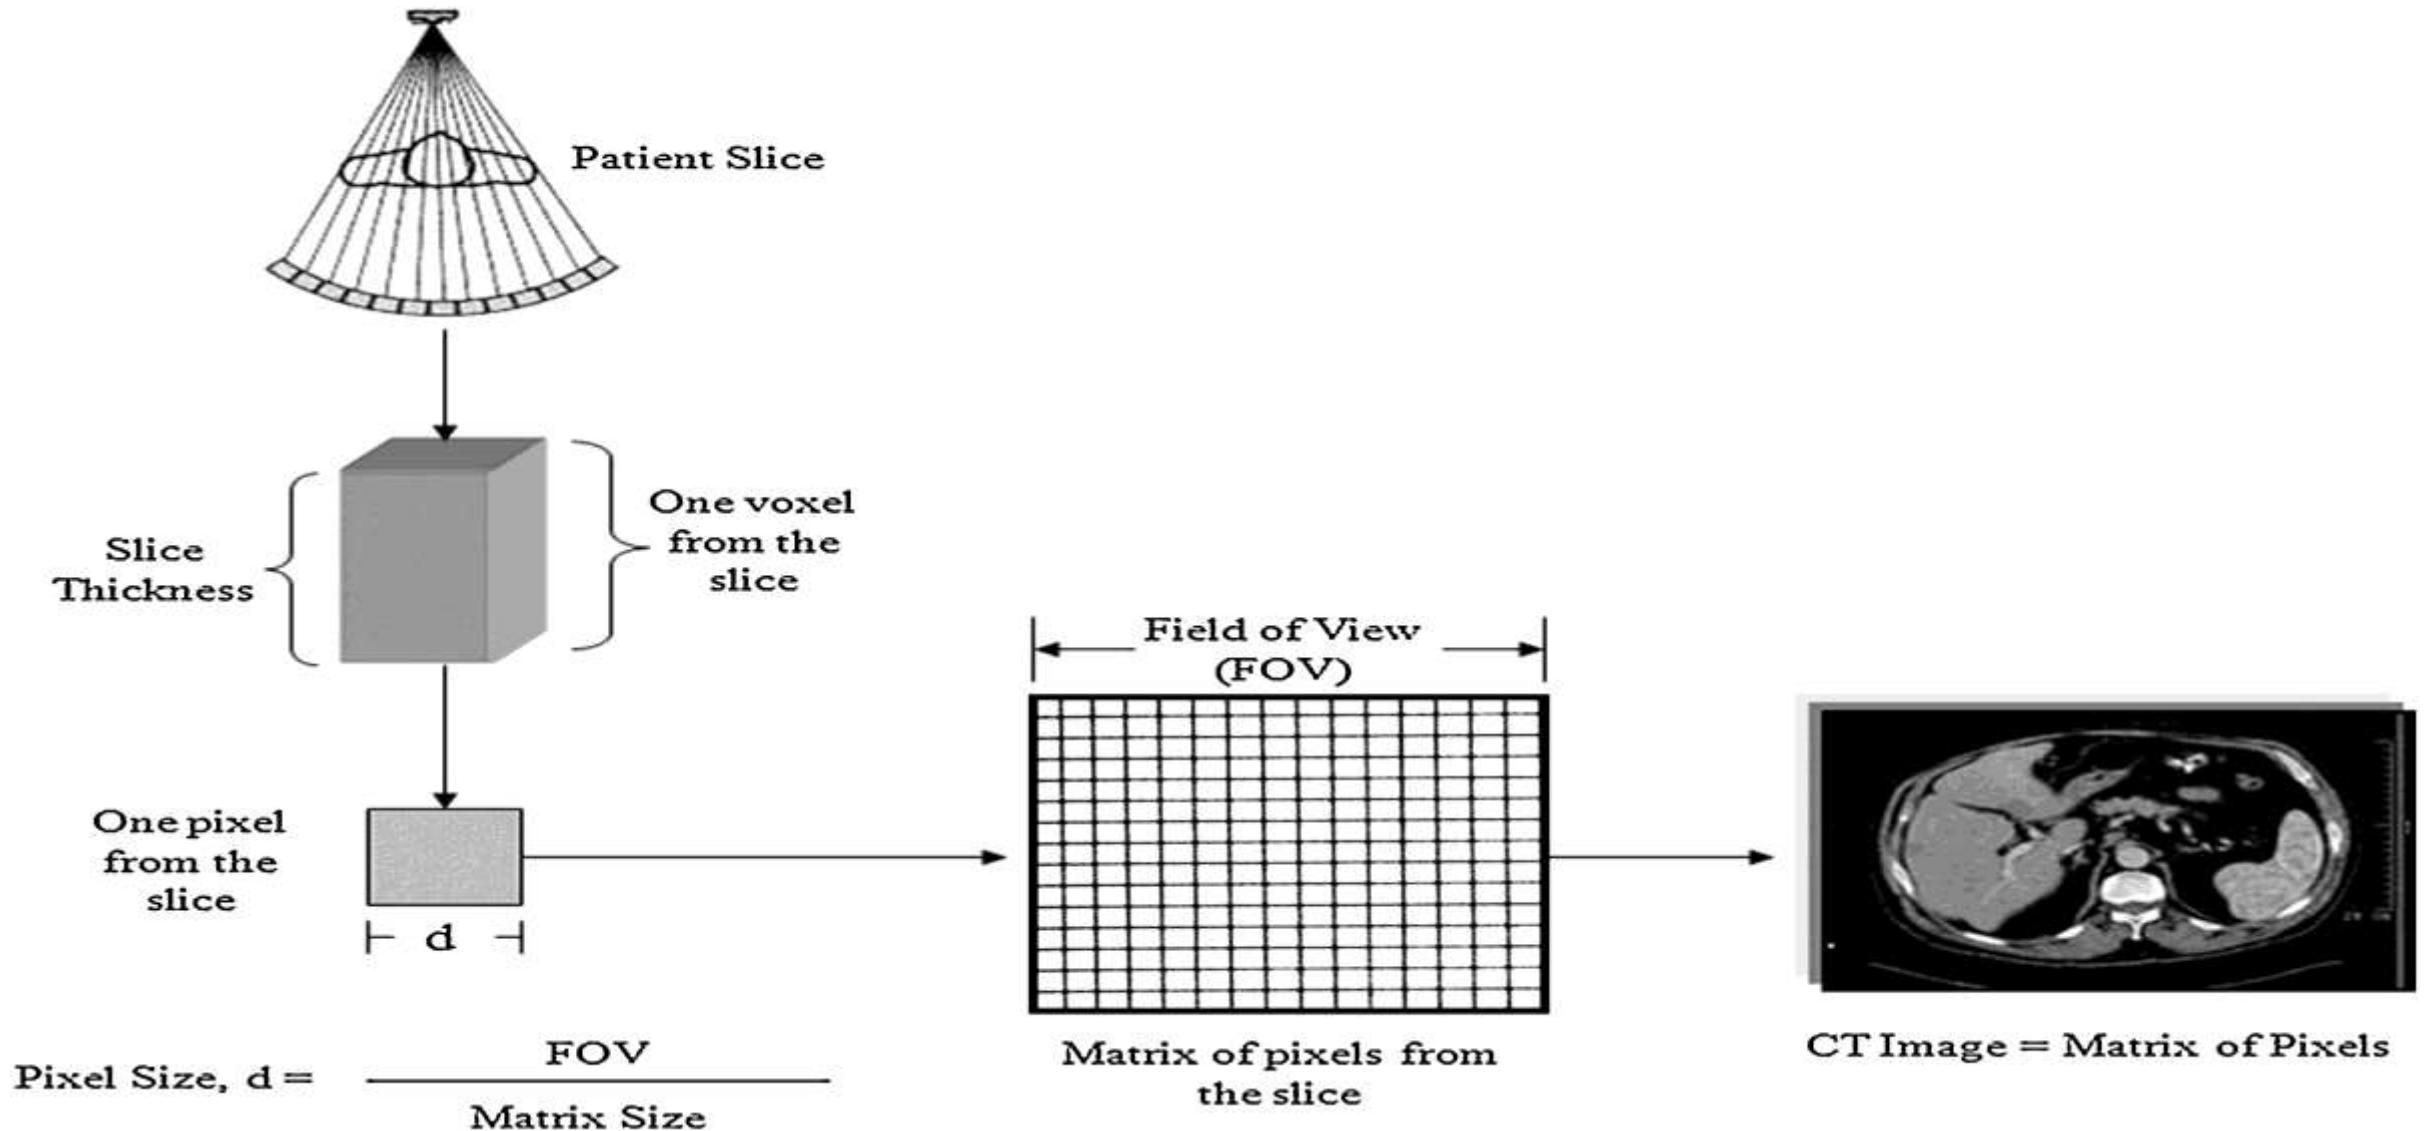 Patient Slice
One voxel
from the
slice
Slice
Thickness
Field of View
(FOV)
One pixel
from the
slice
d
Pixel Size, d =
FOV
Matrix Size
Matrix of pixels from
the slice
CT Image = Matrix of Pixels